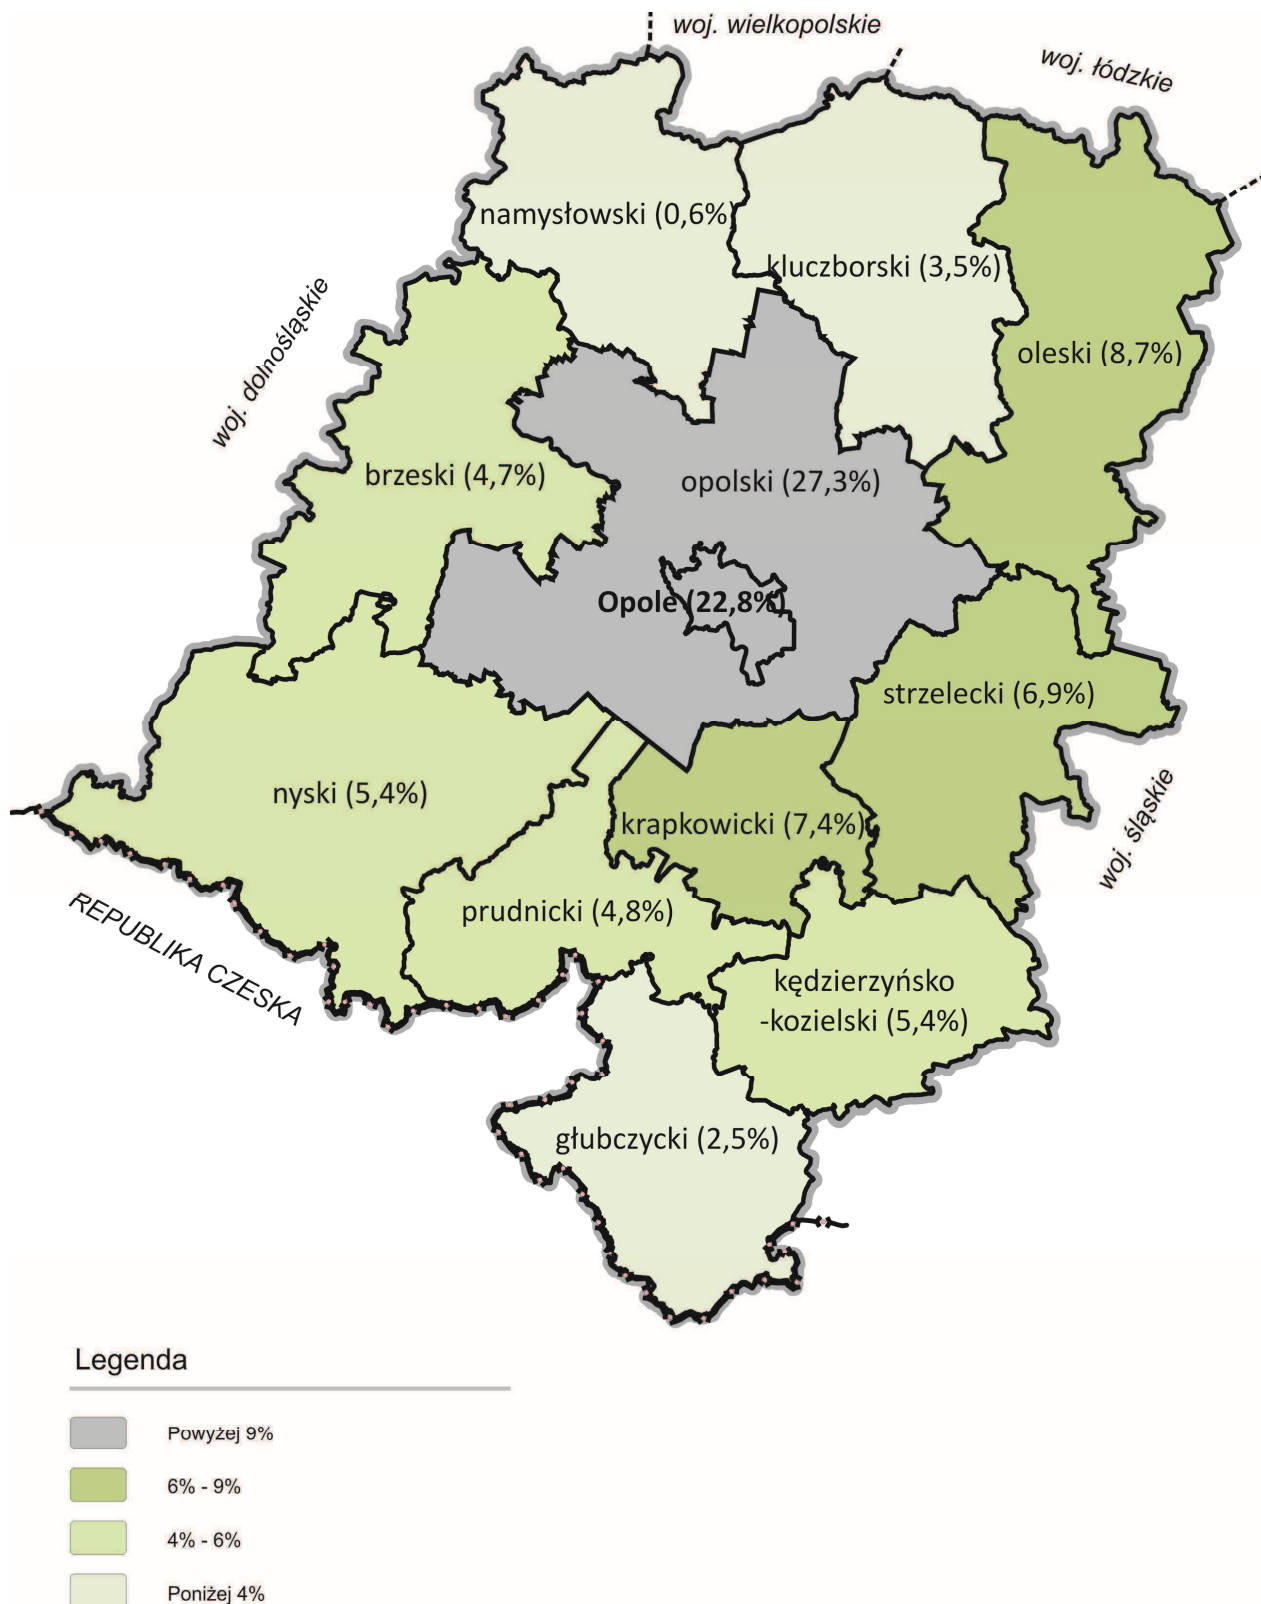 woj. wielkopolskie
woj. łódzkie
namysłowski (0,6%)
kluczborski (3,5%)
woj. dolnośląskie
oleski (8,7%)
brzeski (4,7%)
opolski (27,3%)
Opole (22,8%)
strzelecki (6,9%)
nyski (5,4%)
krapkowicki (7,4%)
woj. śląskie
prudnicki (4,8%)
REPUBLIKA CZESKA
kędzierzyńsko
-kozielski (5,4%)
głubczycki (2,5%)
Legenda
Powyżej 9%
6% - 9%
4% - 6%
Poniżej 4%